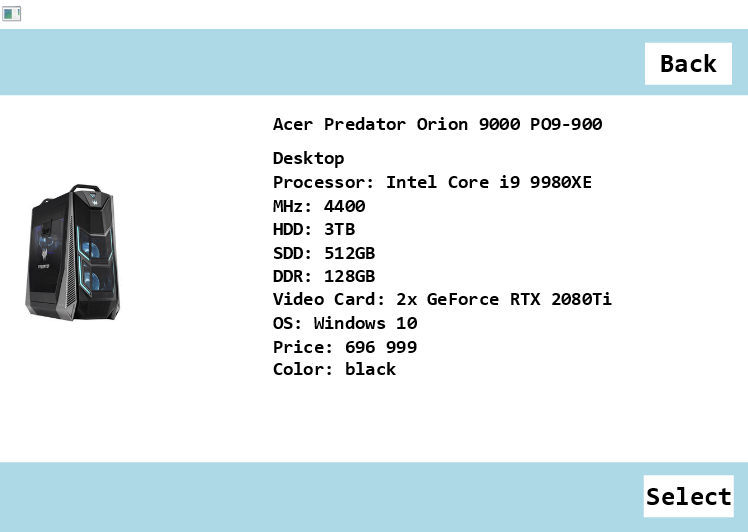 Back
Acer Predator Orion 9000 PO9-900
Desktop
Processor: Intel Core i9 9980XE
MHz: 4400
HDD: 3TB
SDD: 512GB
DDR: 128GB
Video Card: 2x GeForce RTX 2080Ti
OS: Windows 10
Price: 696 999
Color: black
Select